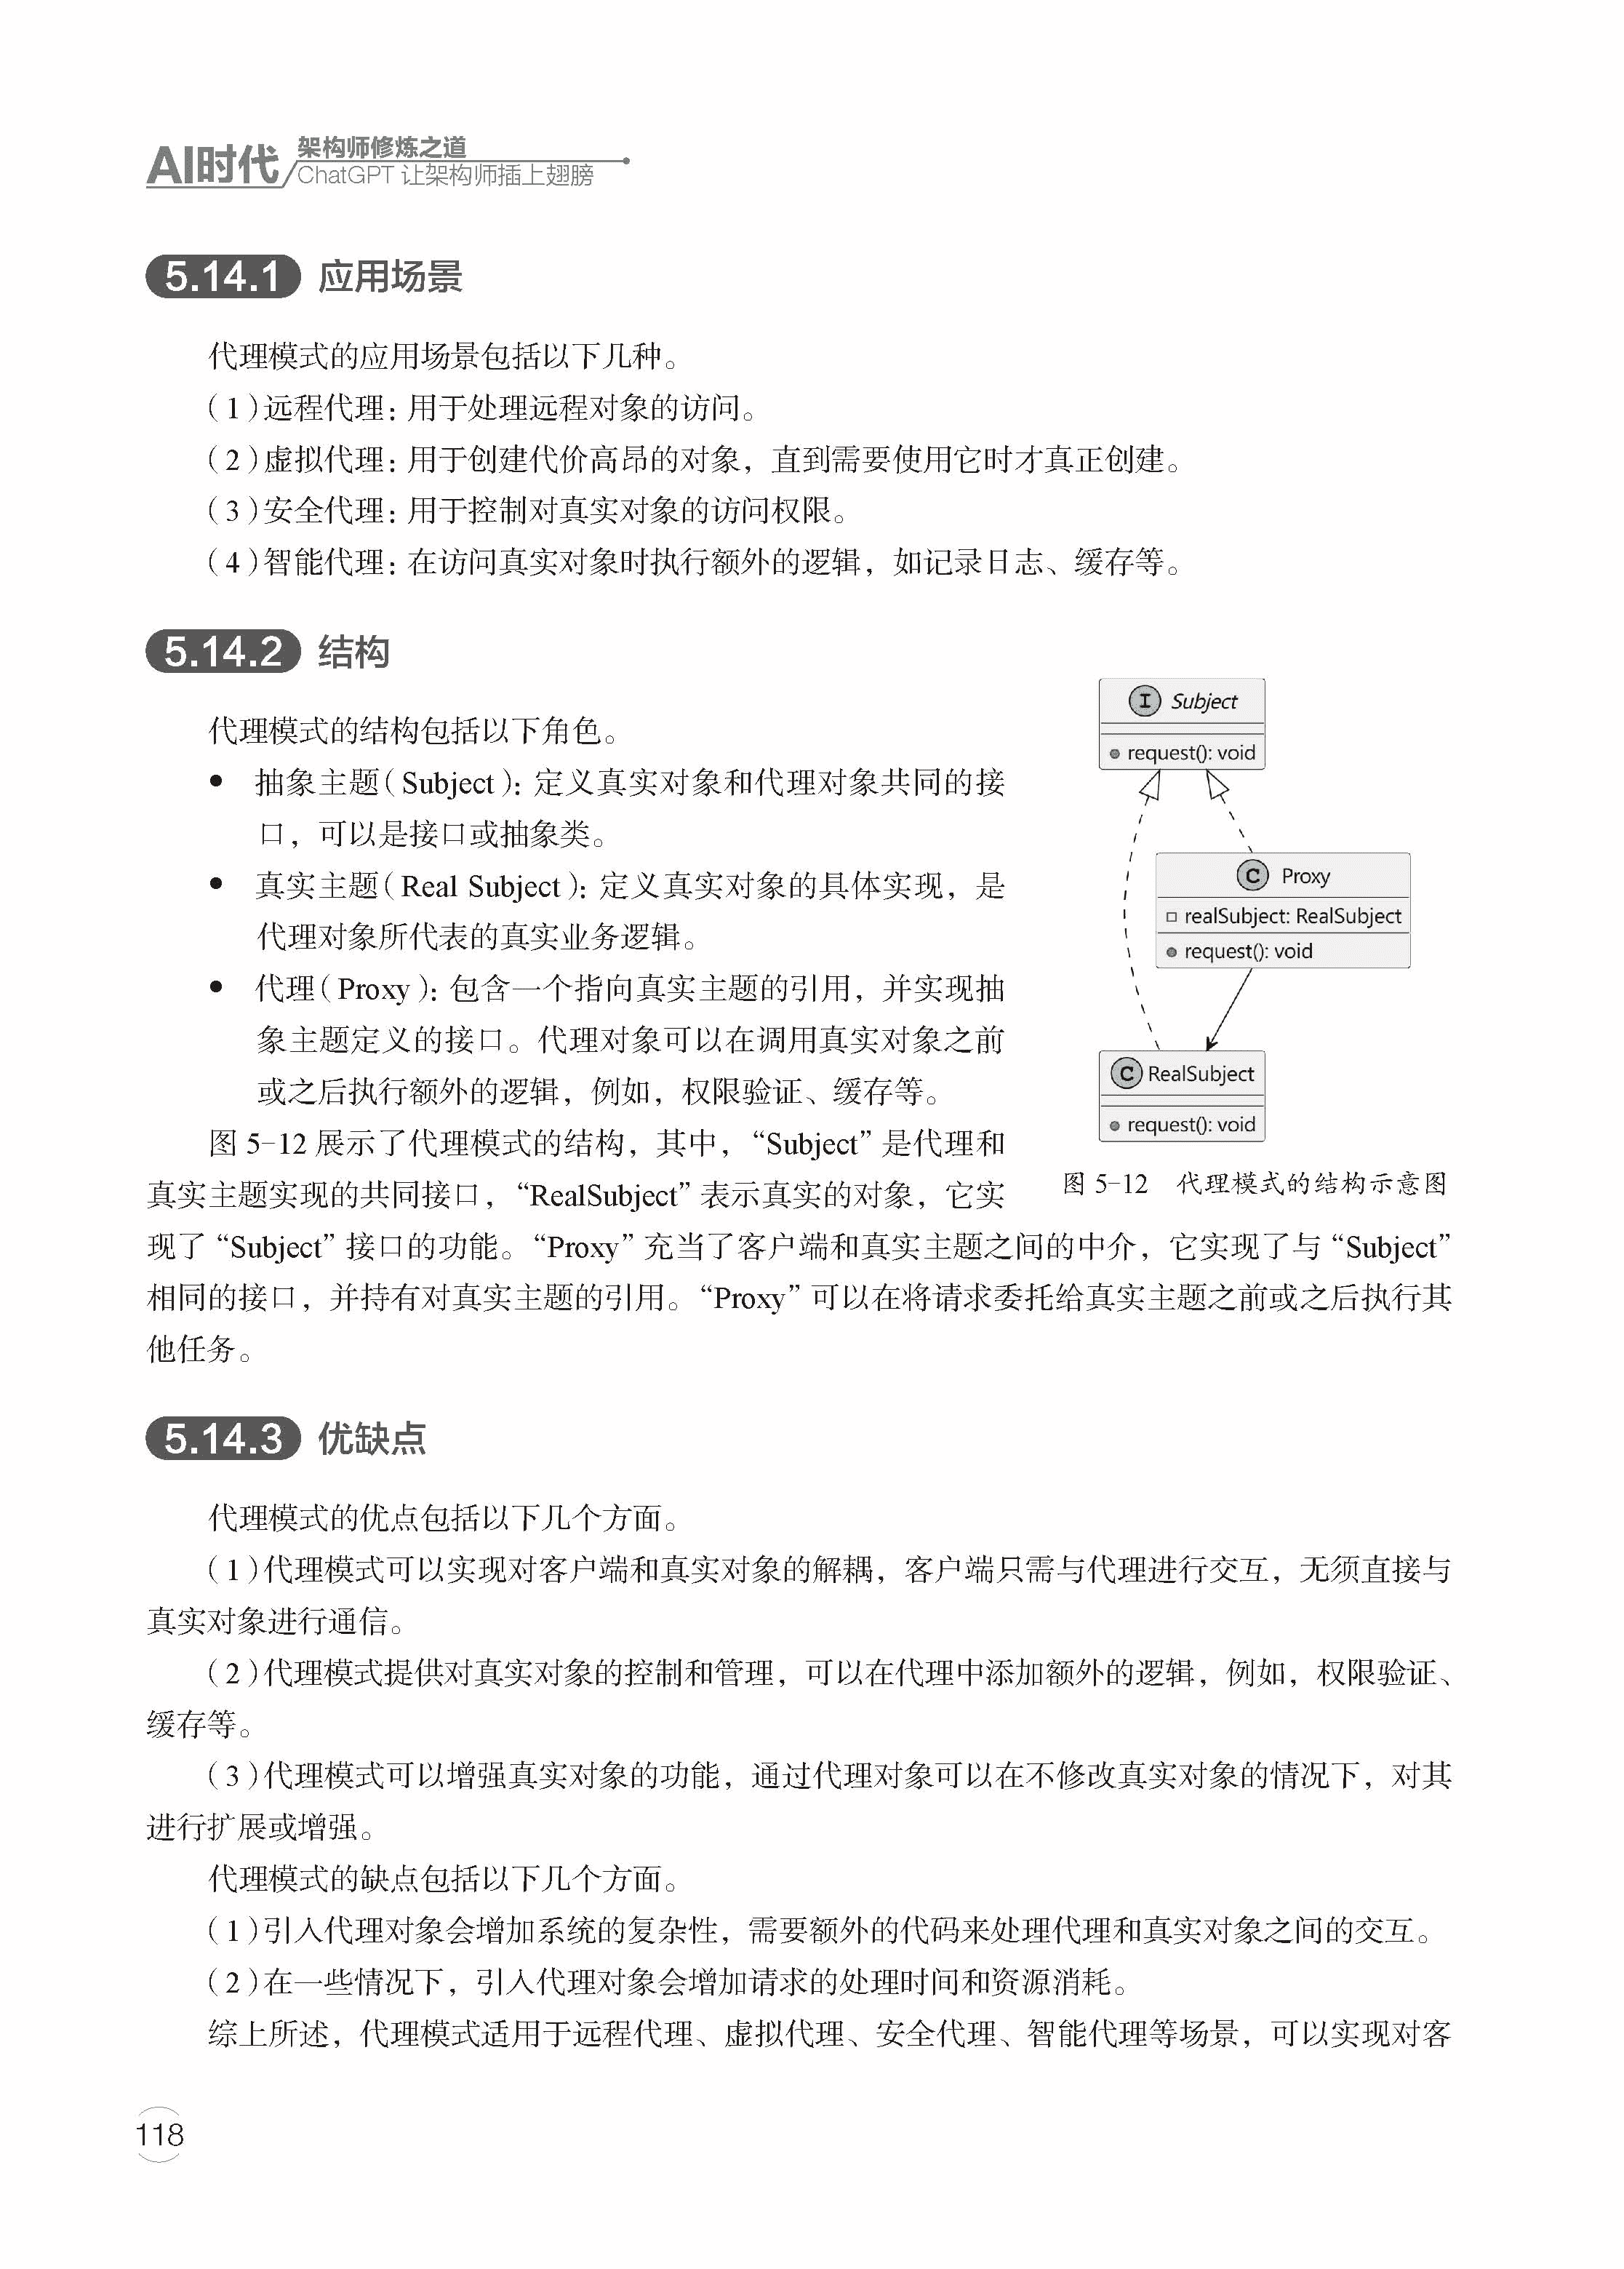 AI时代
架构师修炼之道
ChatGPT 让架构师插上翅膀
5.14.1 应用场景
代理模式的应用场景包括以下几种。
（1）远程代理：用于处理远程对象的访问。
（2）虚拟代理：用于创建代价高昂的对象，直到需要使用它时才真正创建。
（3）安全代理：用于控制对真实对象的访问权限。
（4）智能代理：在访问真实对象时执行额外的逻辑，如记录日志、缓存等。
5.14.2 结构
代理模式的结构包括以下角色。
● 抽象主题（Subject）：定义真实对象和代理对象共同的接
口，可以是接口或抽象类。
● 真实主题（Real Subject）：定义真实对象的具体实现，是
代理对象所代表的真实业务逻辑。
● 代理（Proxy）：包含一个指向真实主题的引用，并实现抽
象主题定义的接口。代理对象可以在调用真实对象之前
或之后执行额外的逻辑，例如，权限验证、缓存等。
I Subject
request(): void
C Proxy
realSubject: RealSubject
request(): void
C RealSubject
request(): void
图 5-12 代理模式的结构示意图
图 5-12 展示了代理模式的结构，其中，“Subject”是代理和
真实主题实现的共同接口，“RealSubject”表示真实的对象，它实
现了“Subject”接口的功能。“Proxy”充当了客户端和真实主题之间的中介，它实现了与“Subject”
相同的接口，并持有对真实主题的引用。“Proxy”可以在将请求委托给真实主题之前或之后执行其
他任务。
5.14.3 优缺点
代理模式的优点包括以下几个方面。
（1）代理模式可以实现对客户端和真实对象的解耦，客户端只需与代理进行交互，无须直接与
真实对象进行通信。
（2）代理模式提供对真实对象的控制和管理，可以在代理中添加额外的逻辑，例如，权限验证、
缓存等。
（3）代理模式可以增强真实对象的功能，通过代理对象可以在不修改真实对象的情况下，对其
进行扩展或增强。
代理模式的缺点包括以下几个方面。
（1）引入代理对象会增加系统的复杂性，需要额外的代码来处理代理和真实对象之间的交互。
（2）在一些情况下，引入代理对象会增加请求的处理时间和资源消耗。
综上所述，代理模式适用于远程代理、虚拟代理、安全代理、智能代理等场景，可以实现对客
118